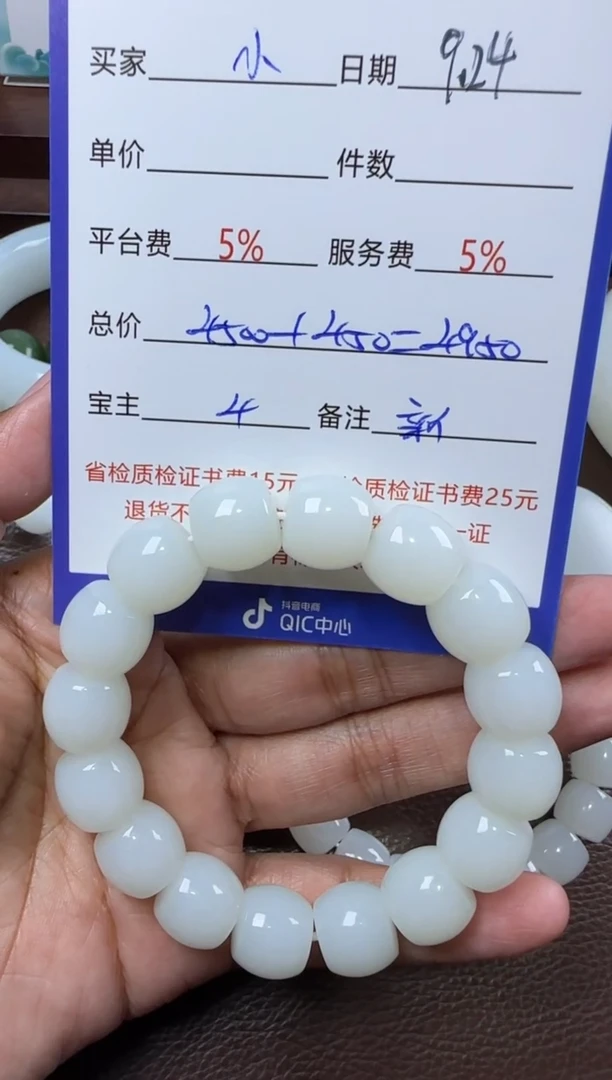 买家 小 日期 9.24
单价 件数
平台费 5% 服务费 5%
总价 4500+450=4950
宝主 4 备注 新
省检质检证书费15元 检质检证书费25元
退货不 一证
抖音电商
QIC中心